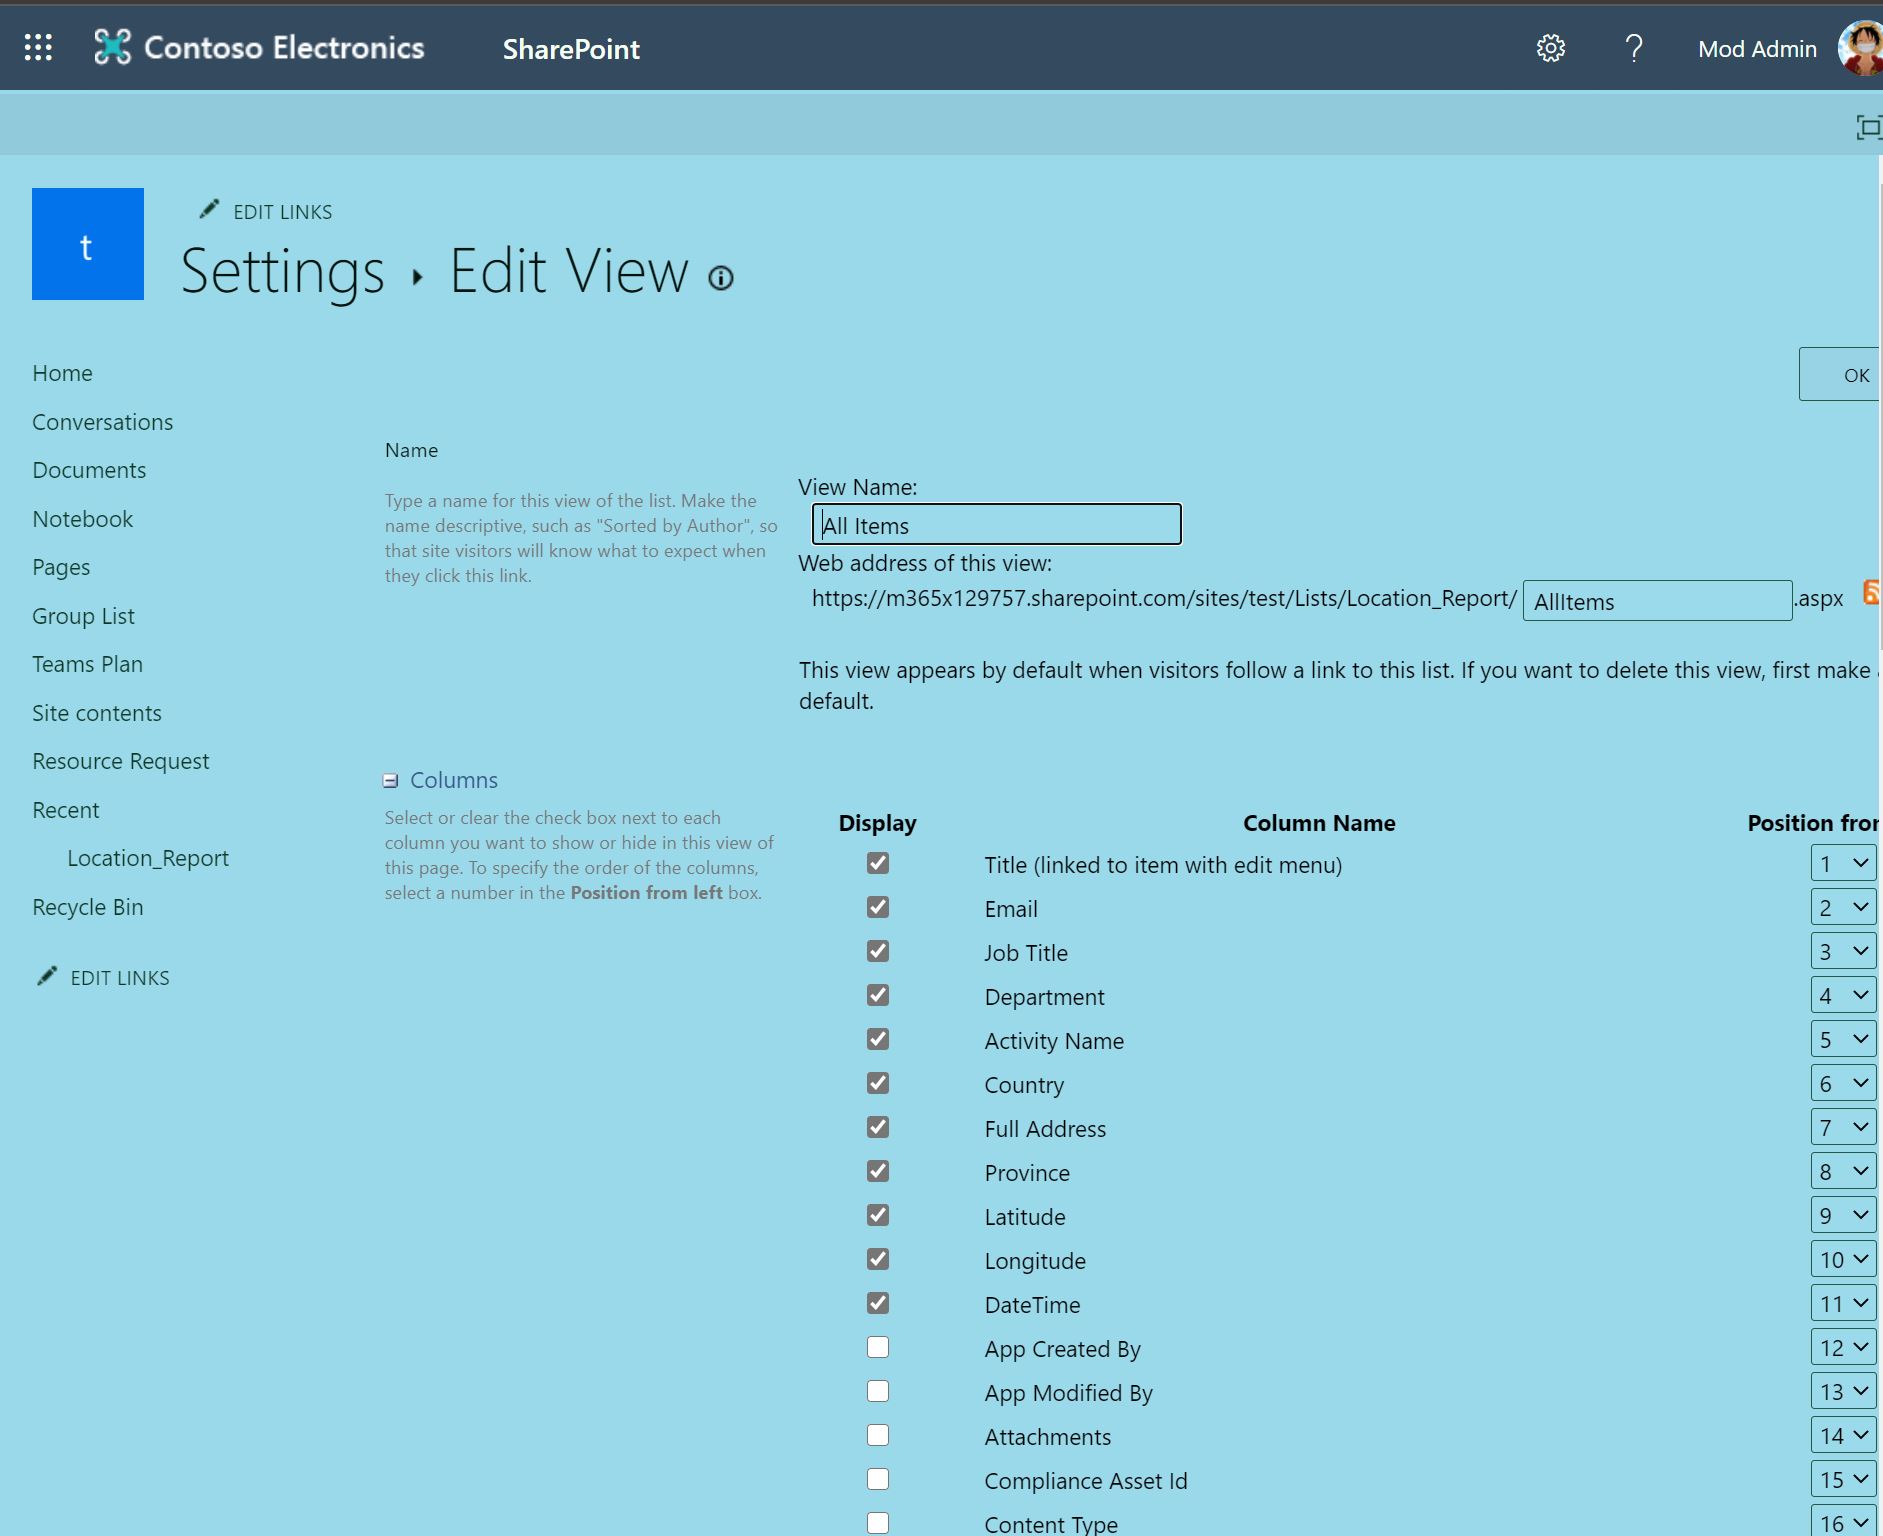 Contoso Electronics
SharePoint
Mod Admin
t
EDIT LINKS
Settings ▸ Edit View
OK
Home
Conversations
Documents
Notebook
Pages
Group List
Teams Plan
Site contents
Resource Request
Recent
Location_Report
Recycle Bin
EDIT LINKS
Name
Type a name for this view of the list. Make the
name descriptive, such as "Sorted by Author", so
that site visitors will know what to expect when
they click this link.
View Name:
All Items
Web address of this view:
https://m365x129757.sharepoint.com/sites/test/Lists/Location_Report/ AllItems .aspx
This view appears by default when visitors follow a link to this list. If you want to delete this view, first make
default.
Columns
Select or clear the check box next to each
column you want to show or hide in this view of
this page. To specify the order of the columns,
select a number in the Position from left box.
Display Column Name Position
Title (linked to item with edit menu) 1
Email 2
Job Title 3
Department 4
Activity Name 5
Country 6
Full Address 7
Province 8
Latitude 9
Longitude 10
DateTime 11
App Created By 12
App Modified By 13
Attachments 14
Compliance Asset Id 15
Content Type 16